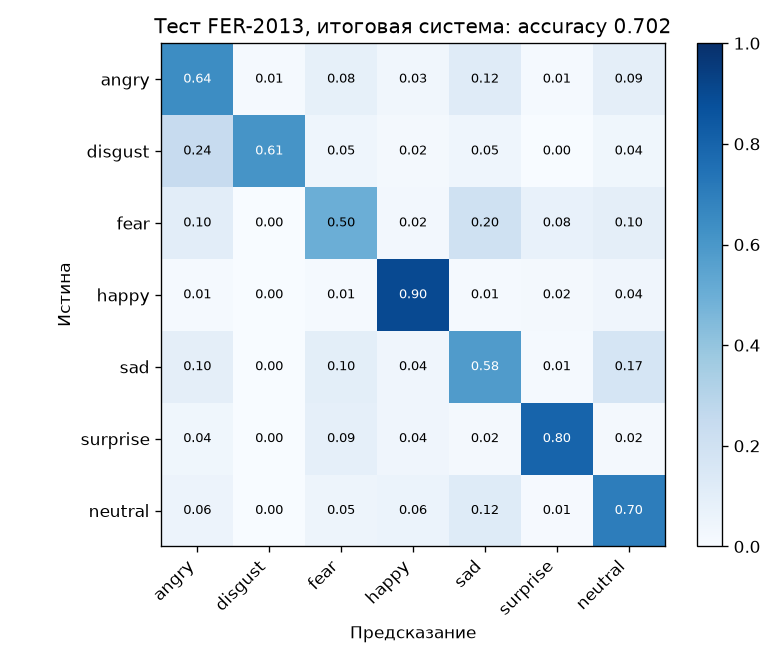 Тест FER-2013, итоговая система: accuracy 0.702
angry 0.64 0.01 0.08 0.03 0.12 0.01 0.09
disgust 0.24 0.61 0.05 0.02 0.05 0.00 0.04
fear 0.10 0.00 0.50 0.02 0.20 0.08 0.10
happy 0.01 0.00 0.01 0.90 0.01 0.02 0.04
sad 0.10 0.00 0.10 0.04 0.58 0.01 0.17
surprise 0.04 0.00 0.09 0.04 0.02 0.80 0.02
neutral 0.06 0.00 0.05 0.06 0.12 0.01 0.70
angry disgust fear happy sad surprise neutral
Предсказание
Истина
1.0
0.8
0.6
0.4
0.2
0.0